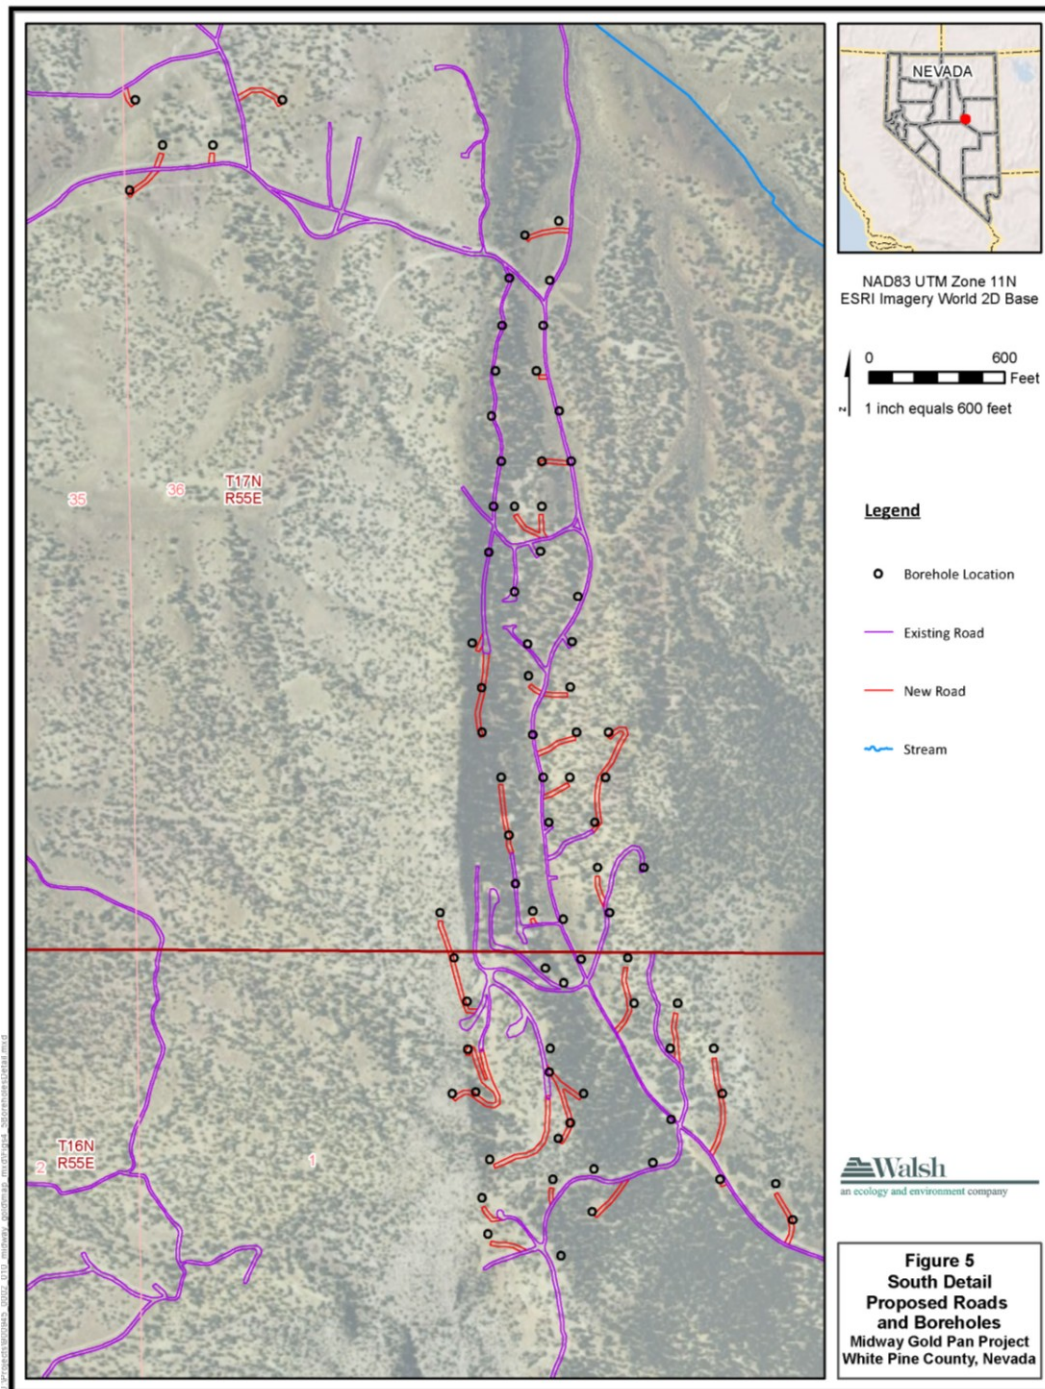 NEVADA
NAD83 UTM Zone 11N
ESRI Imagery World 2D Base
0 600
Feet
N
1 inch equals 600 feet
Legend
Borehole Location
Existing Road
New Road
Stream
35
36
T17N
R55E
T16N
R55E
2
1
Walsh
an ecology and environment company
Figure 5
South Detail
Proposed Roads
and Boreholes
Midway Gold Pan Project
White Pine County, Nevada